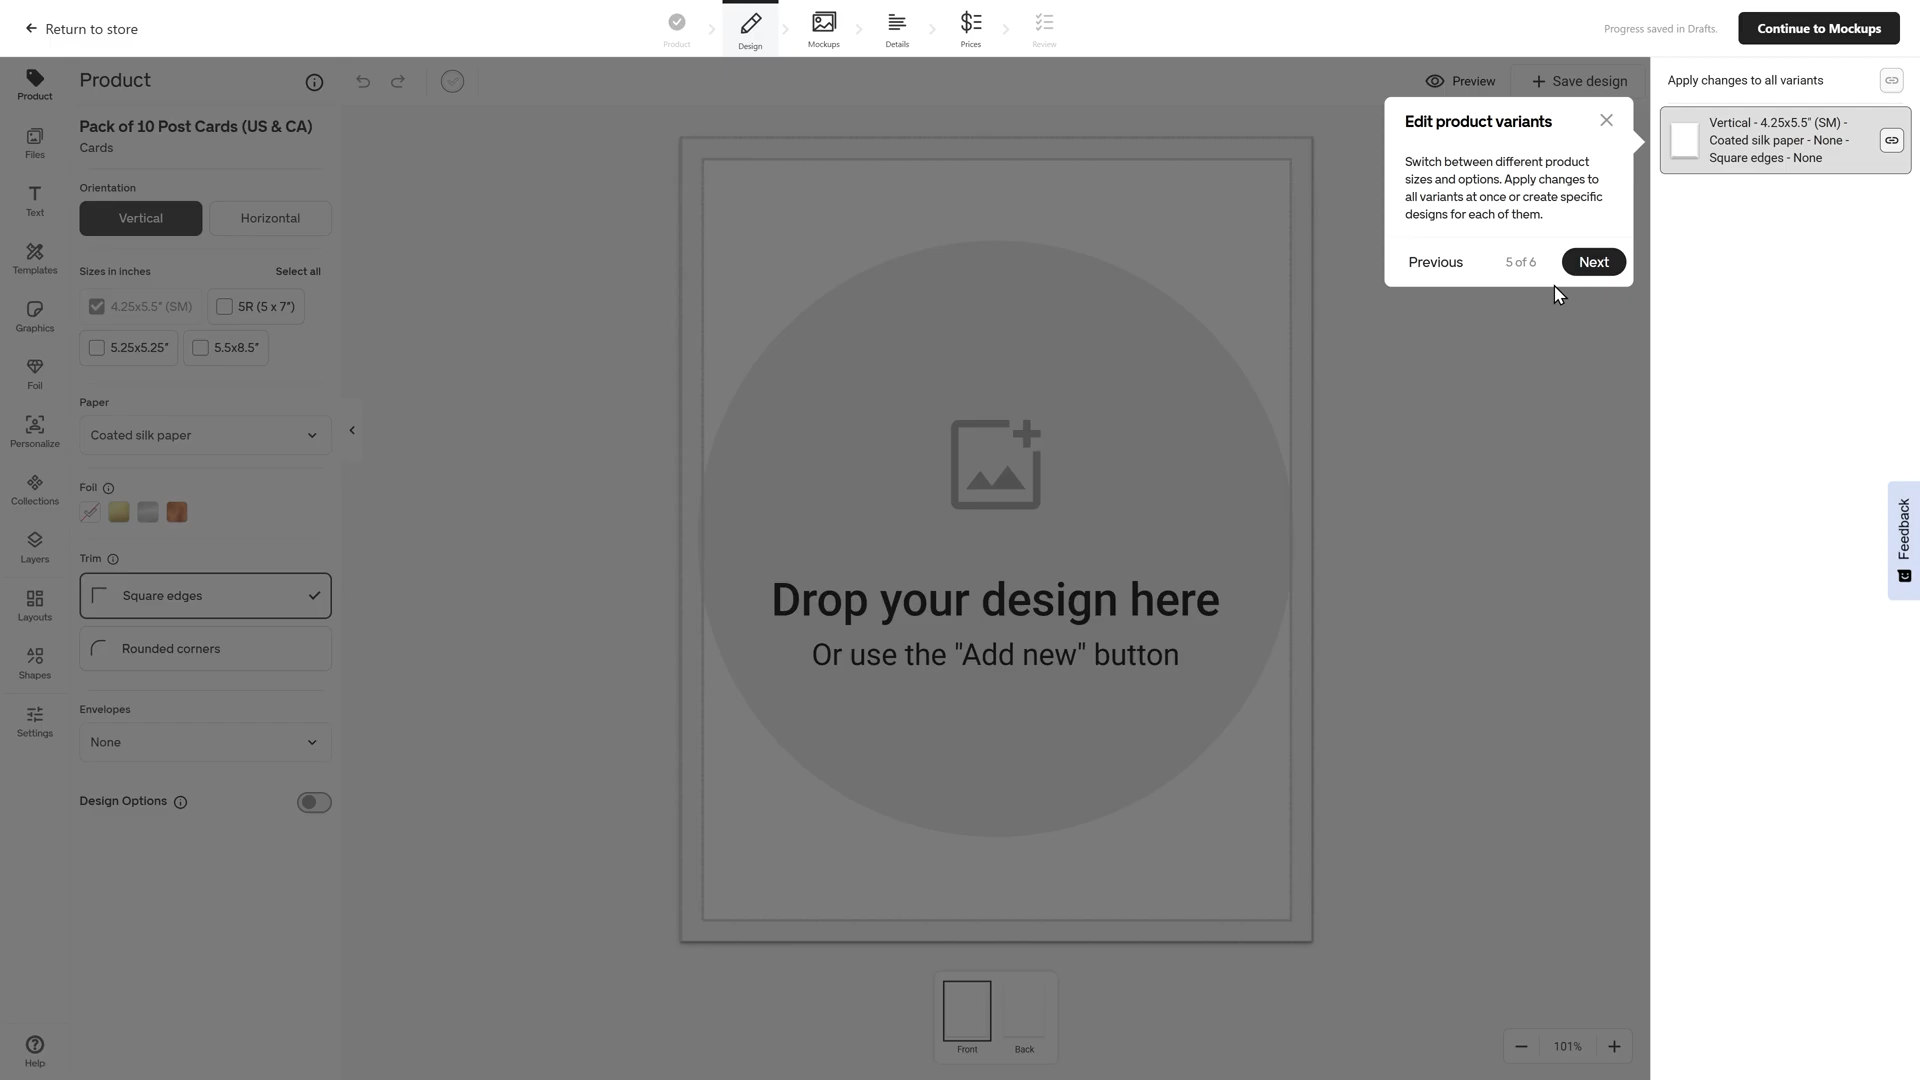 Return to store
Product
Design
Mockups
Details
Prices
Review
Progress saved in Drafts.
Continue to Mockups
Product
Files
Text
Templates
Graphics
Foil
Personalize
Collections
Layers
Layouts
Shapes
Settings
Help
Product
Pack of 10 Post Cards (US & CA)
Cards
Orientation
Vertical
Horizontal
Sizes in inches
Select all
4.25x5.5" (SM)
5R (5 x 7")
5.25x5.25"
5.5x8.5"
Paper
Coated silk paper
Foil
Trim
Square edges
Rounded corners
Envelopes
None
Design Options
Preview
Save design
Drop your design here
Or use the "Add new" button
Front
Back
101%
Edit product variants
Switch between different product
sizes and options. Apply changes to
all variants at once or create specific
designs for each of them.
Previous
5 of 6
Next
Apply changes to all variants
Vertical - 4.25x5.5" (SM) -
Coated silk paper - None -
Square edges - None
Feedback